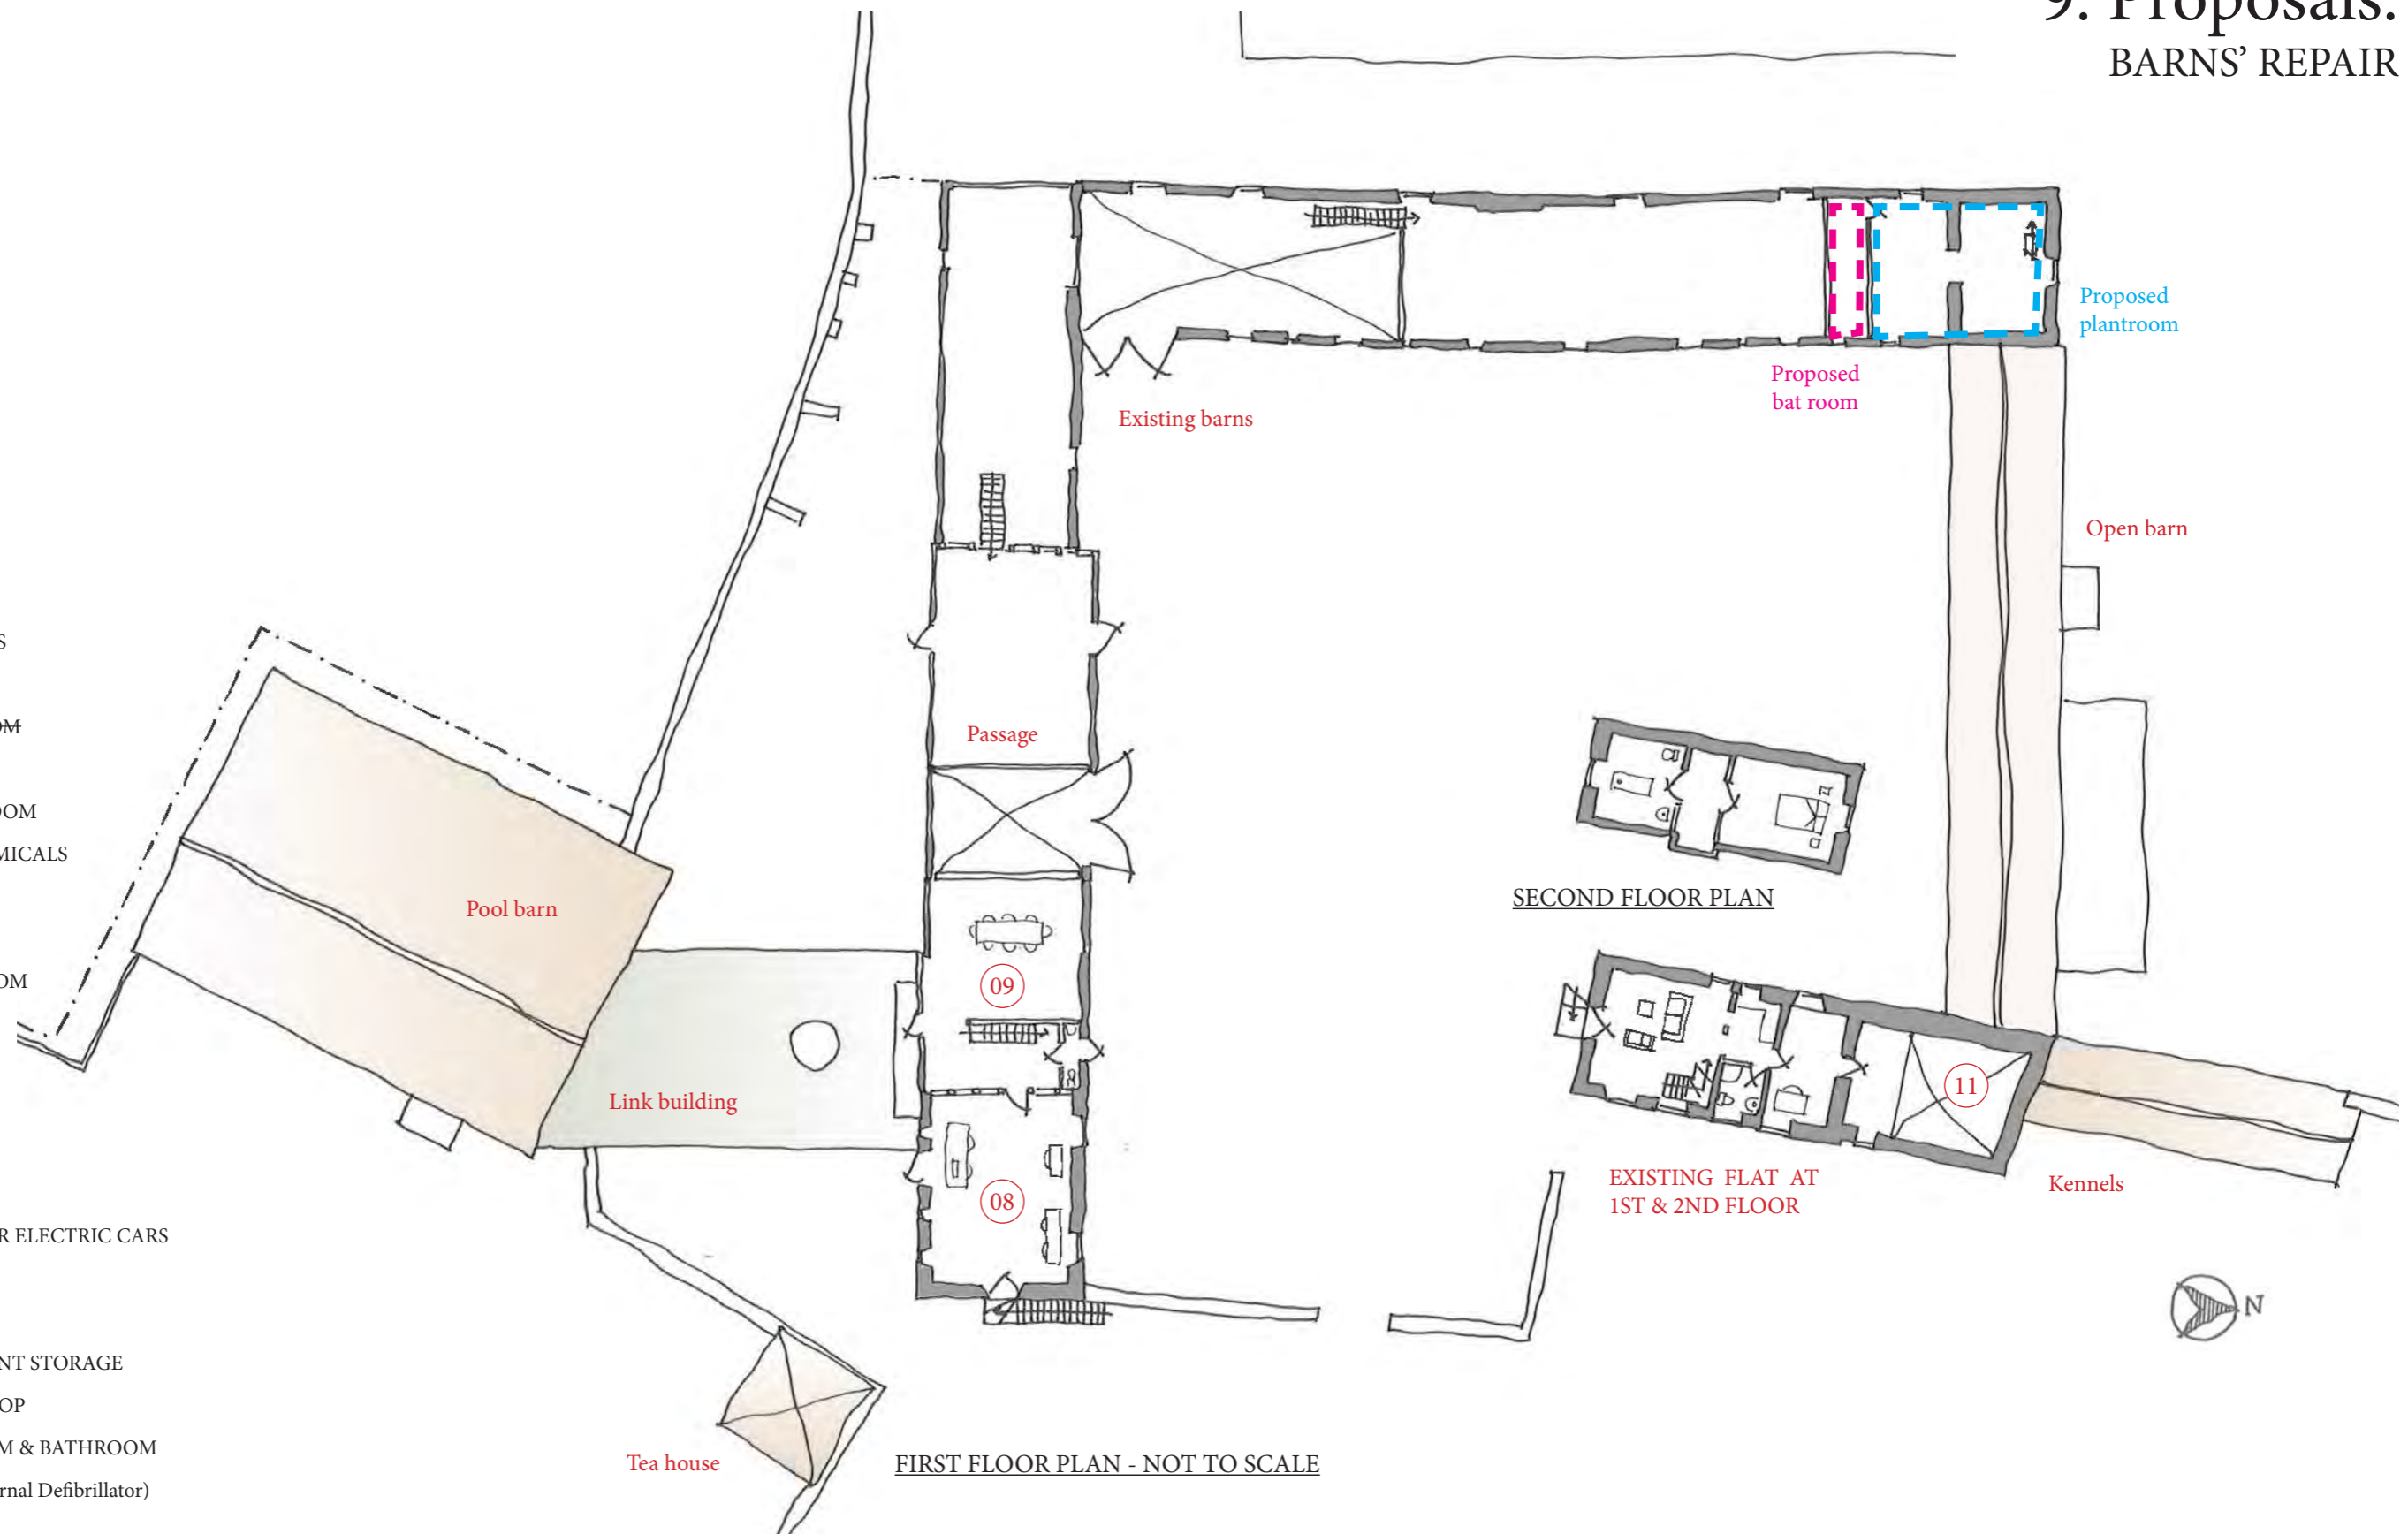 9. Proposals.
BARNS’ REPAIR
Proposed
plantroom
Proposed
bat room
Existing barns
Open barn
S
OM
Passage
OOM
MICALS
SECOND FLOOR PLAN
Pool barn
09
OM
11
Link building
EXISTING FLAT AT
1ST & 2ND FLOOR
Kennels
08
R ELECTRIC CARS
N
NT STORAGE
OP
M & BATHROOM
Tea house
FIRST FLOOR PLAN - NOT TO SCALE
rnal Defibrillator)